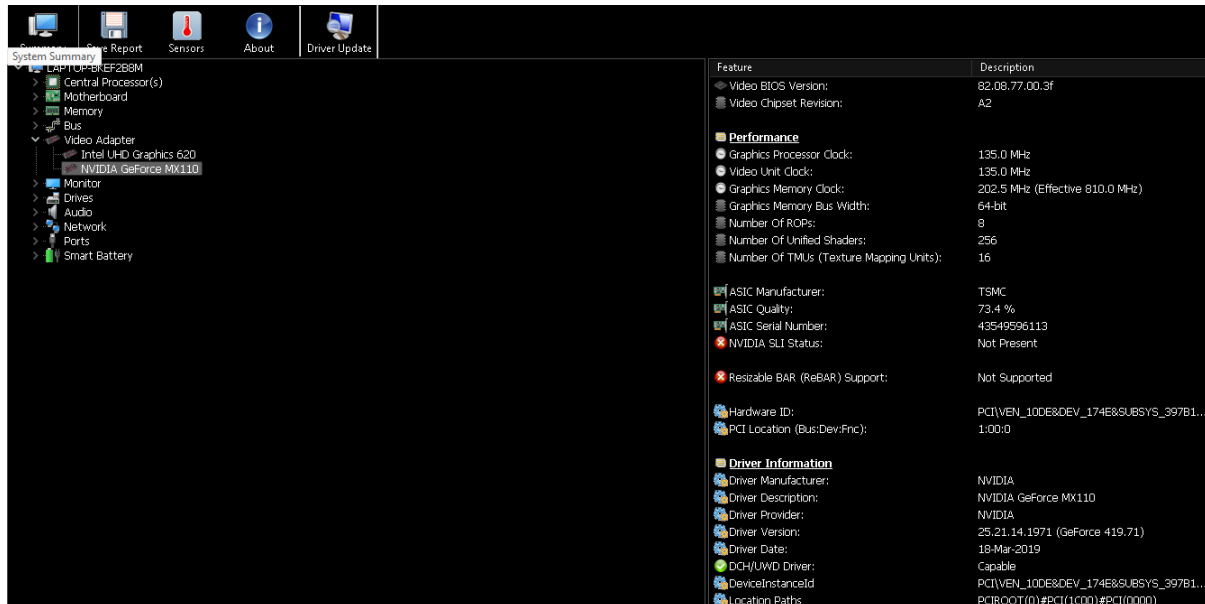 Save Report Sensors About Driver Update
System Summary
LAPTOP-BKEF2B8M
Central Processor(s)
Motherboard
Memory
Bus
Video Adapter
Intel UHD Graphics 620
NVIDIA GeForce MX110
Monitor
Drives
Audio
Network
Ports
Smart Battery
Feature Description
Video BIOS Version: 82.08.77.00.3f
Video Chipset Revision: A2
Performance
Graphics Processor Clock: 135.0 MHz
Video Unit Clock: 135.0 MHz
Graphics Memory Clock: 202.5 MHz (Effective 810.0 MHz)
Graphics Memory Bus Width: 64-bit
Number Of ROPs: 8
Number Of Unified Shaders: 256
Number Of TMUs (Texture Mapping Units): 16
ASIC Manufacturer: TSMC
ASIC Quality: 73.4 %
ASIC Serial Number: 43549596113
NVIDIA SLI Status: Not Present
Resizable BAR (ReBAR) Support: Not Supported
Hardware ID: PCI\VEN_10DE&DEV_174E&SUBSYS_397B1...
PCI Location (Bus:Dev:Fnc): 1:00:0
Driver Information
Driver Manufacturer: NVIDIA
Driver Description: NVIDIA GeForce MX110
Driver Provider: NVIDIA
Driver Version: 25.21.14.1971 (GeForce 419.71)
Driver Date: 18-Mar-2019
DCH/UWD Driver: Capable
DeviceInstanceId PCI\VEN_10DE&DEV_174E&SUBSYS_397B1...
Location Paths PCIROOT(0)#PCI(1C00)#PCI(0000)